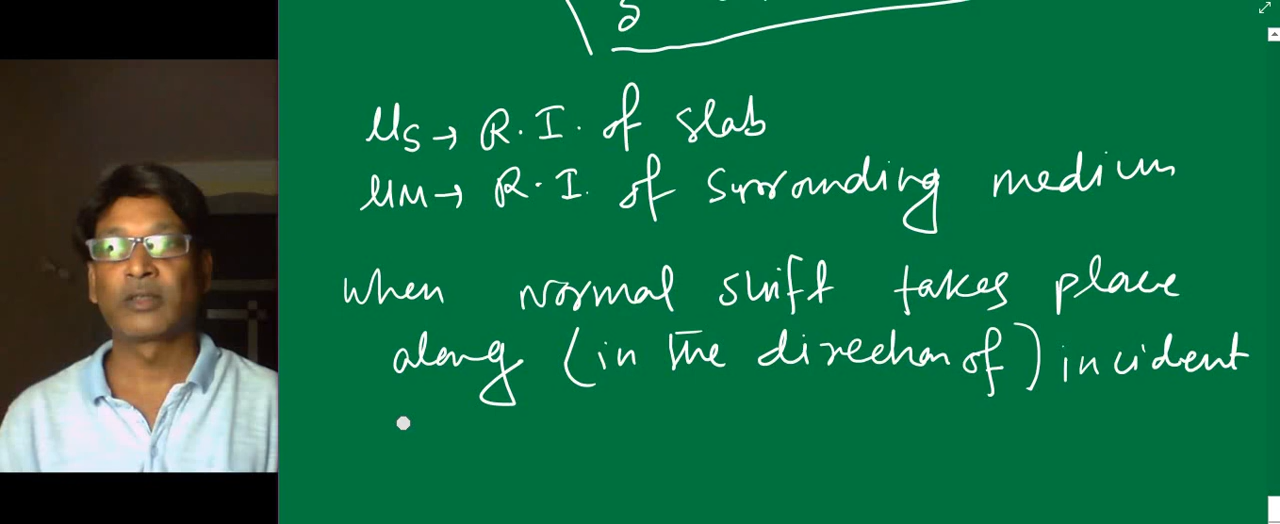 μS → R.I. of slab
μM → R.I. of surrounding medium
when normal shift takes place
along (in the direction of) incident